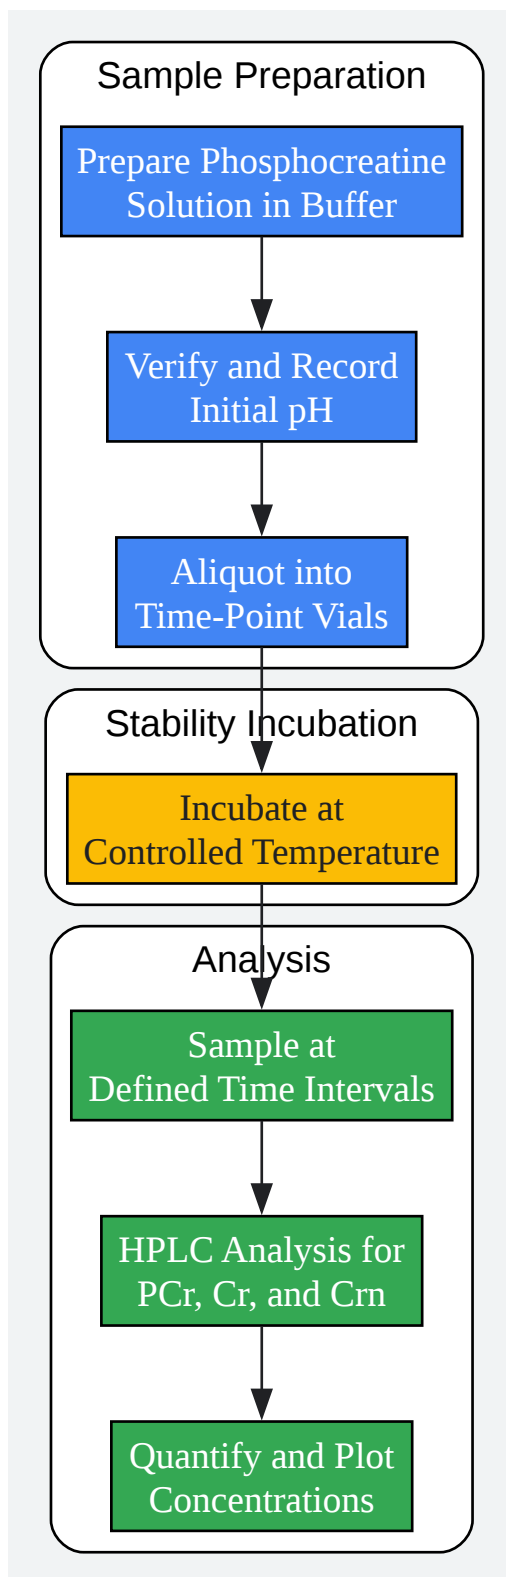 Sample Preparation
Prepare Phosphocreatine
Solution in Buffer
Verify and Record
Initial pH
Aliquot into
Time-Point Vials
Stability Incubation
Incubate at
Controlled Temperature
Analysis
Sample at
Defined Time Intervals
HPLC Analysis for
PCr, Cr, and Crn
Quantify and Plot
Concentrations